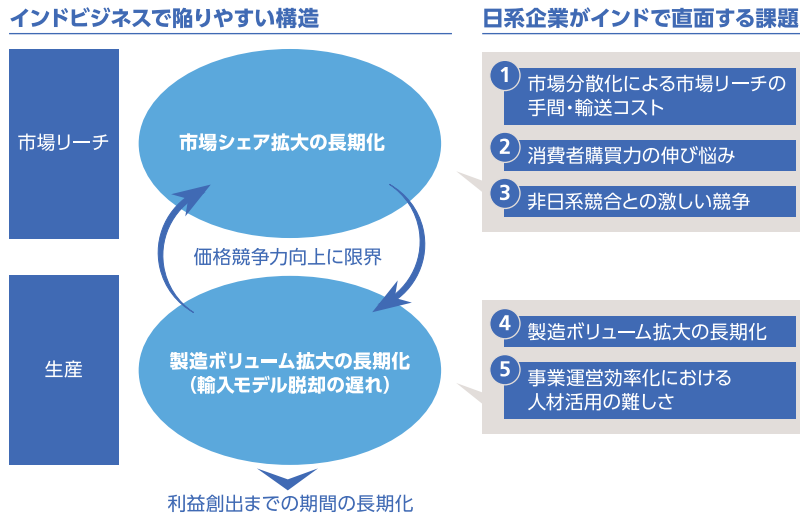 インドビジネスで陥りやすい構造
市場リーチ
市場シェア拡大の長期化
価格競争力向上に限界
生産
製造ボリューム拡大の長期化
（輸入モデル脱却の遅れ）
利益創出までの期間の長期化
日系企業がインドで直面する課題
1 市場分散化による市場リーチの
手間・輸送コスト
2 消費者購買力の伸び悩み
3 非日系競合との激しい競争
4 製造ボリューム拡大の長期化
5 事業運営効率化における
人材活用の難しさ